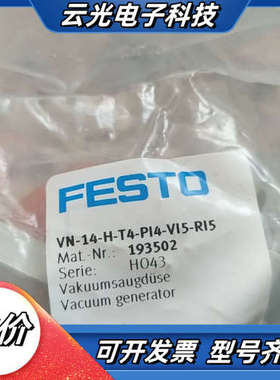 云光电子科技
FESTO
VN-14-H-T4-PI4-VI5-RI5
Mat.-Nr.: 193502
Serie: HO43
Vakuumsaugdüse
Vacuum generator
价
可开发票 型号齐